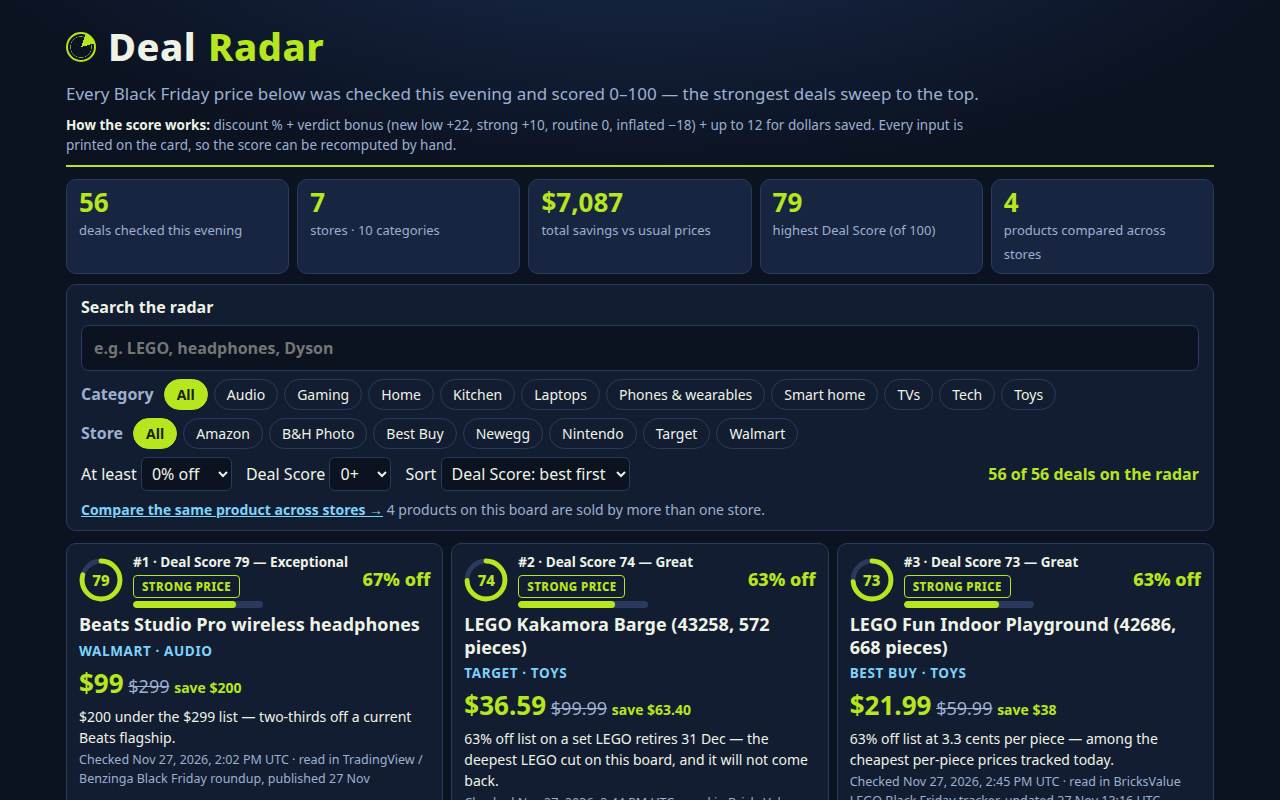 Deal Radar
Every Black Friday price below was checked this evening and scored 0–100 — the strongest deals sweep to the top.
How the score works: discount % + verdict bonus (new low +22, strong +10, routine 0, inflated −18) + up to 12 for dollars saved. Every input is
printed on the card, so the score can be recomputed by hand.
56
deals checked this evening
7
stores · 10 categories
$7,087
total savings vs usual prices
79
highest Deal Score (of 100)
4
products compared across
stores
Search the radar
e.g. LEGO, headphones, Dyson
Category All Audio Gaming Home Kitchen Laptops Phones & wearables Smart home TVs Tech Toys
Store All Amazon B&H Photo Best Buy Newegg Nintendo Target Walmart
At least 0% off Deal Score 0+ Sort Deal Score: best first 56 of 56 deals on the radar
Compare the same product across stores → 4 products on this board are sold by more than one store.
79
#1 · Deal Score 79 — Exceptional
STRONG PRICE
67% off
Beats Studio Pro wireless headphones
WALMART · AUDIO
$99 $299 save $200
$200 under the $299 list — two-thirds off a current
Beats flagship.
Checked Nov 27, 2026, 2:02 PM UTC · read in TradingView /
Benzinga Black Friday roundup, published 27 Nov
74
#2 · Deal Score 74 — Great
STRONG PRICE
63% off
LEGO Kakamora Barge (43258, 572
pieces)
TARGET · TOYS
$36.59 $99.99 save $63.40
63% off list on a set LEGO retires 31 Dec — the
deepest LEGO cut on this board, and it will not come
back.
73
#3 · Deal Score 73 — Great
STRONG PRICE
63% off
LEGO Fun Indoor Playground (42686,
668 pieces)
BEST BUY · TOYS
$21.99 $59.99 save $38
63% off list at 3.3 cents per piece — among the
cheapest per-piece prices tracked today.
Checked Nov 27, 2026, 2:45 PM UTC · read in BricksValue